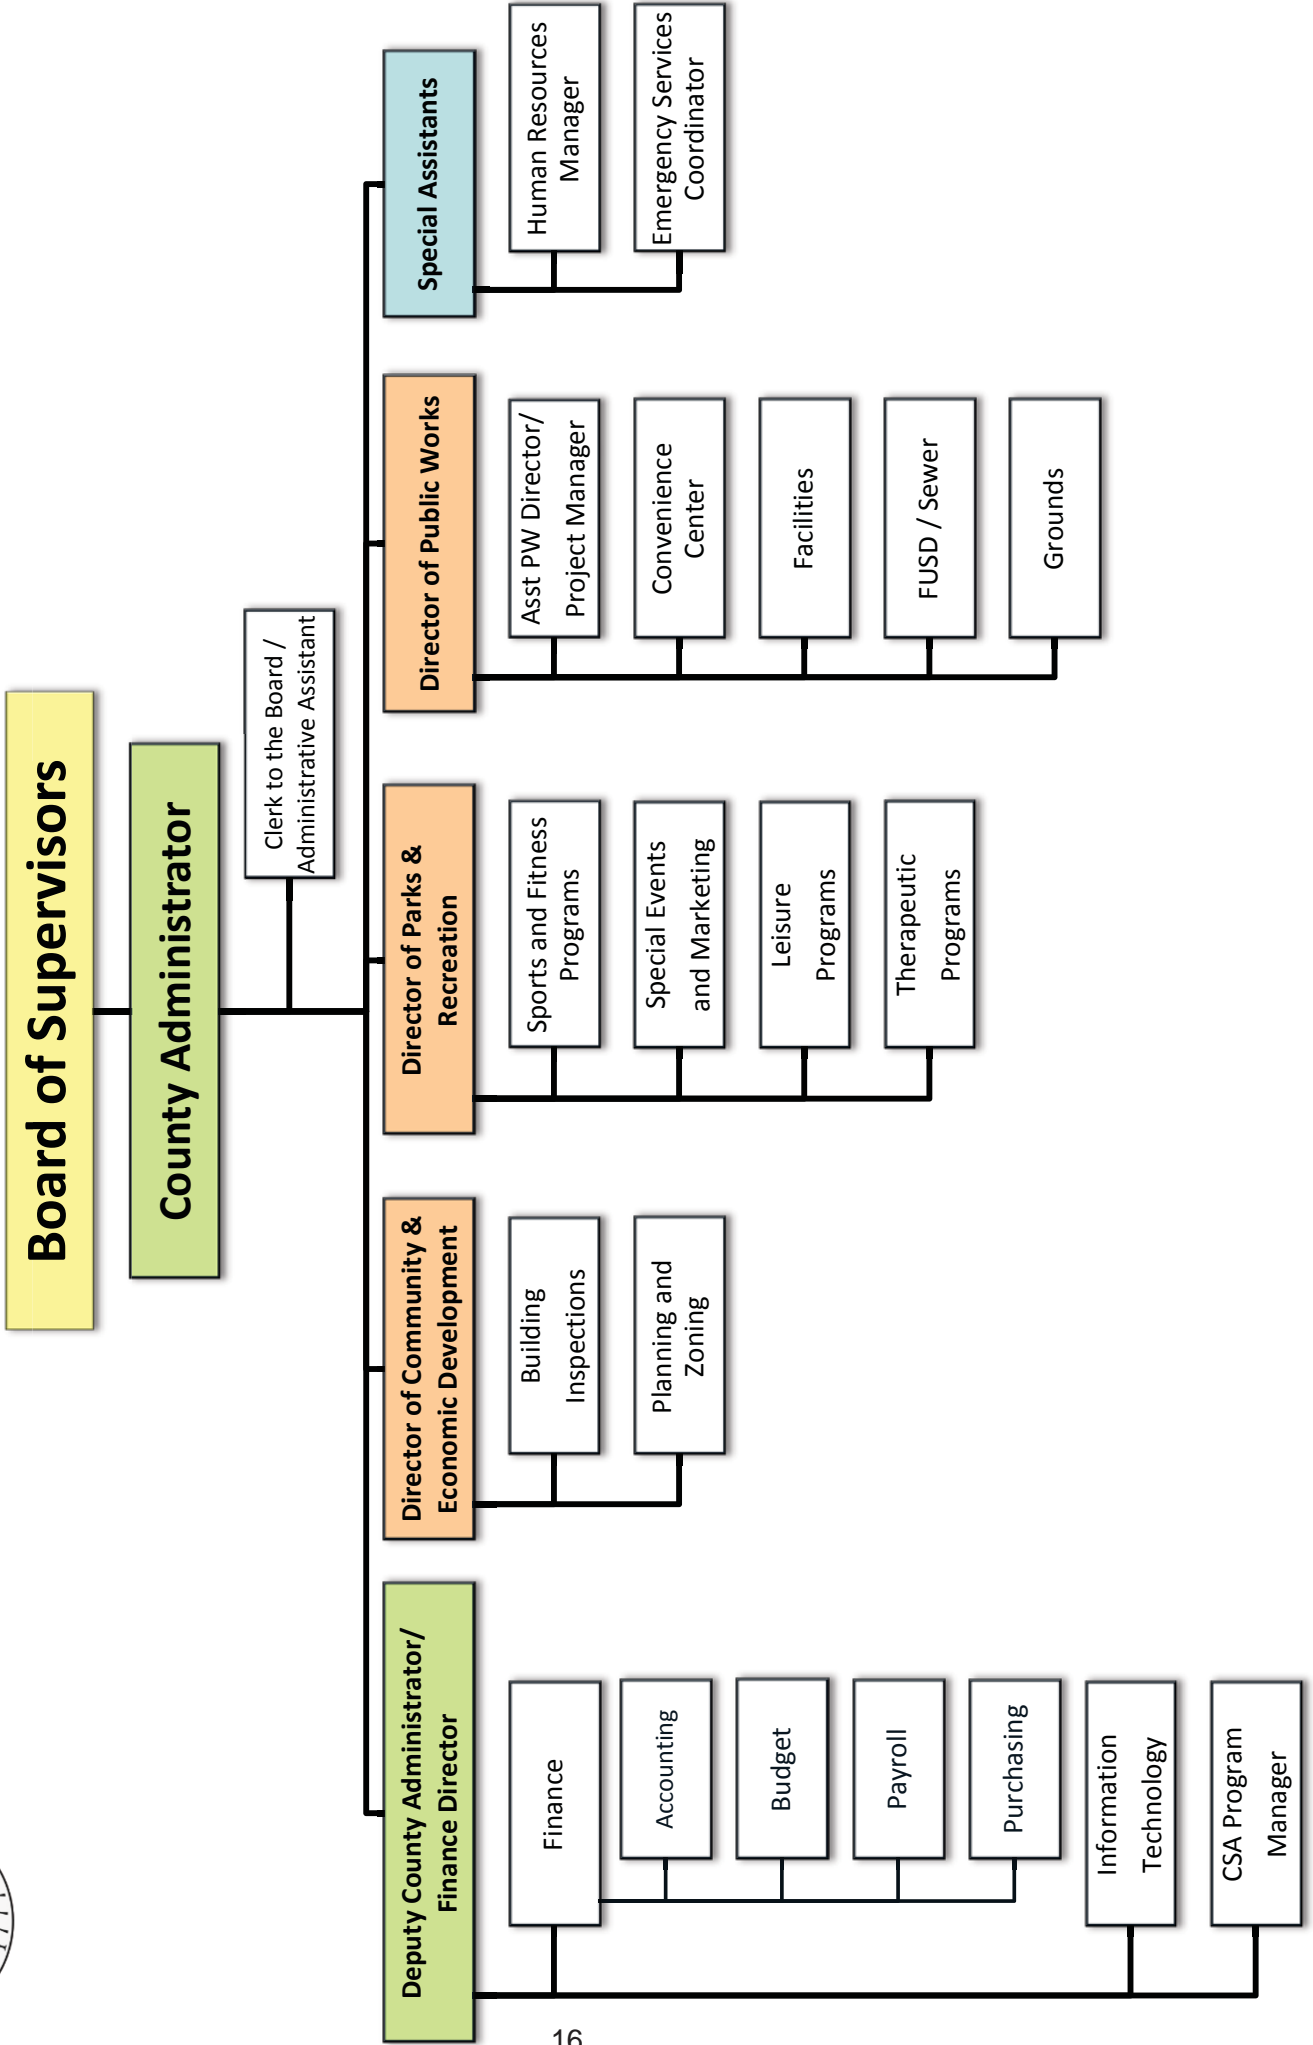 Board of Supervisors
County Administrator
Clerk to the Board /
Administrative Assistant
Deputy County Administrator/
Finance Director
Finance
Accounting
Budget
Payroll
Purchasing
Information
Technology
CSA Program
Manager
Director of Community &
Economic Development
Building
Inspections
Planning and
Zoning
Director of Parks &
Recreation
Sports and Fitness
Programs
Special Events
and Marketing
Leisure
Programs
Therapeutic
Programs
Director of Public Works
Asst PW Director/
Project Manager
Convenience
Center
Facilities
FUSD / Sewer
Grounds
Special Assistants
Human Resources
Manager
Emergency Services
Coordinator
16